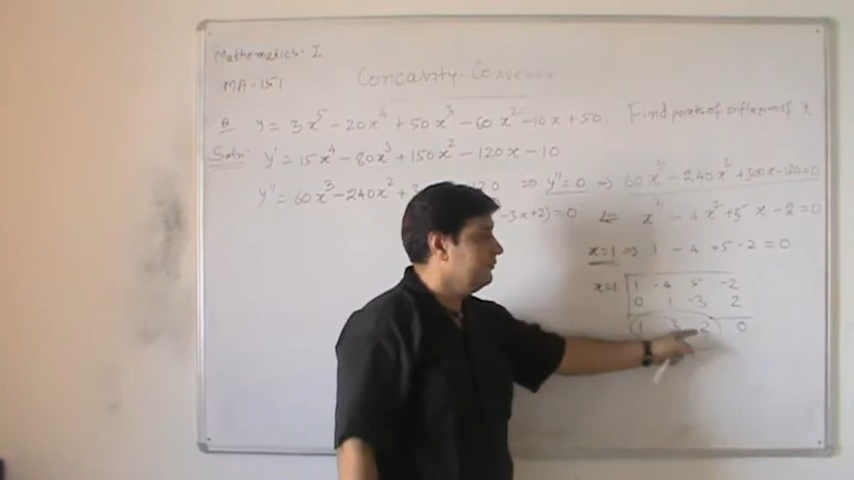 Mathematics - I
MA-151
Concavity - Conve
Q y = 3x⁵ - 20x⁴ + 50x³ - 60x² - 10x + 50. Find points of inflexion of y.
Soln: y' = 15x⁴ - 80x³ + 150x² - 120x - 10
y'' = 60x³ - 240x² + 3 120 ⇒ y'' = 0 ⇒ 60x³ - 240x² + 300x - 120 = 0
-3x+2) = 0 ⇐ x³ - 4x² + 5x - 2 = 0
x=1 ⇒ 1 - 4 + 5 - 2 = 0
x=1 1 -4 5 -2
0 1 -3 2
1 -3 2 0